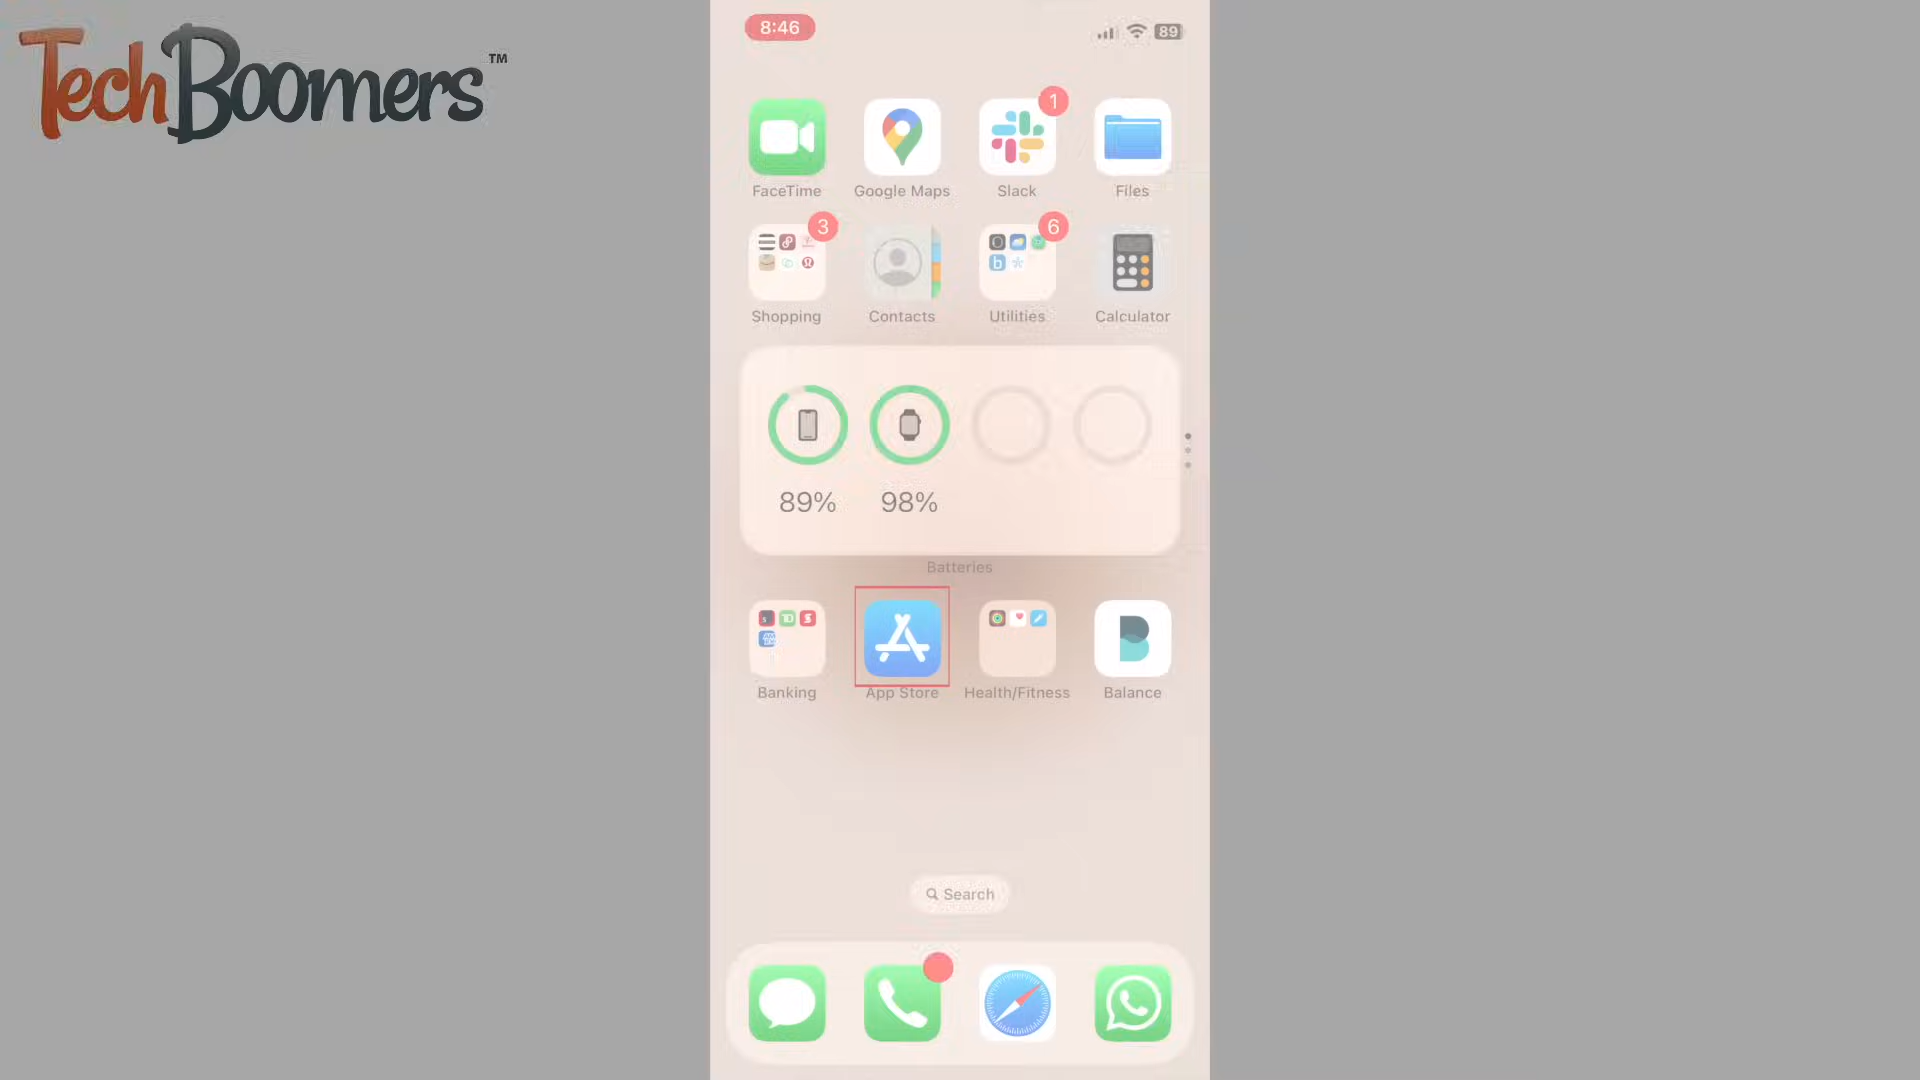 TechBoomers™
8:46
89
1
FaceTime
Google Maps
Slack
Files
3
6
Shopping
Contacts
Utilities
Calculator
89%
98%
Batteries
Banking
App Store
Health/Fitness
Balance
Search